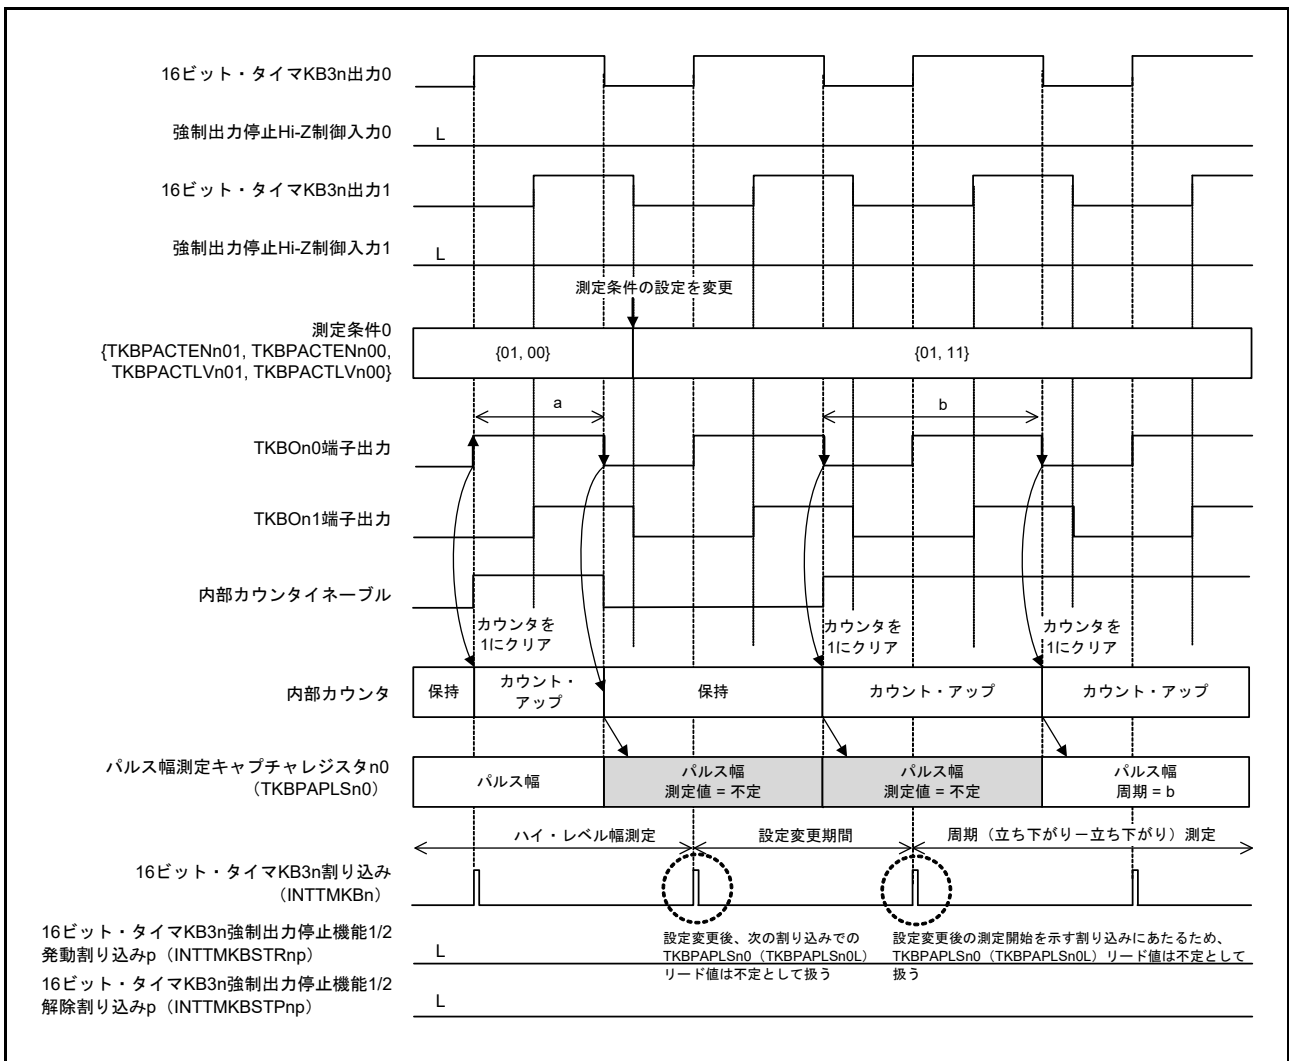 16ビット・タイマKB3n出力0
強制出力停止Hi-Z制御入力0
L
16ビット・タイマKB3n出力1
強制出力停止Hi-Z制御入力1
L
測定条件の設定を変更
測定条件0
{TKBPACTENn01, TKBPACTENn00,
TKBPACTLVn01, TKBPACTLVn00}
{01, 00}
{01, 11}
a
b
TKBOn0端子出力
TKBOn1端子出力
内部カウンタイネーブル
カウンタを
1にクリア
カウンタを
1にクリア
カウンタを
1にクリア
内部カウンタ
保持
カウント・
アップ
保持
カウント・アップ
カウント・アップ
パルス幅測定キャプチャレジスタn0
(TKBPAPLSn0)
パルス幅
パルス幅
測定値 = 不定
パルス幅
測定値 = 不定
パルス幅
周期 = b
ハイ・レベル幅測定
設定変更期間
周期（立ち下がり－立ち下がり）測定
16ビット・タイマKB3n割り込み
（INTTMKBn）
16ビット・タイマKB3n強制出力停止機能1/2
発動割り込みp（INTTMKBSTRnp）
L
設定変更後、次の割り込みでの
TKBPAPLSn0（TKBPAPLSn0L）
リード値は不定として扱う
設定変更後の測定開始を示す割り込みにあたるため、
TKBPAPLSn0（TKBPAPLSn0L）リード値は不定として
扱う
16ビット・タイマKB3n強制出力停止機能1/2
解除割り込みp（INTTMKBSTPnp）
L